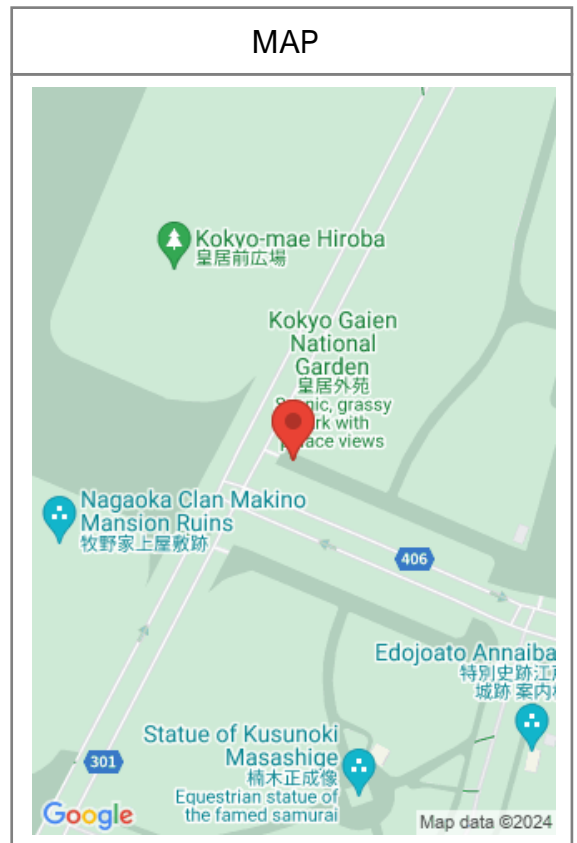 MAP
Kokyo-mae Hiroba
皇居前広場
Kokyo Gaien
National
Garden
皇居外苑
grassy
with
views
Nagaoka Clan Makino
Mansion Ruins
牧野家上屋敷跡
406
Edojoato Annaiba
特別史跡江戸
城跡 案内
Statue of Kusunoki
Masashige
楠木正成像
Equestrian statue of
the famed samurai
301
Google
Map data ©2024